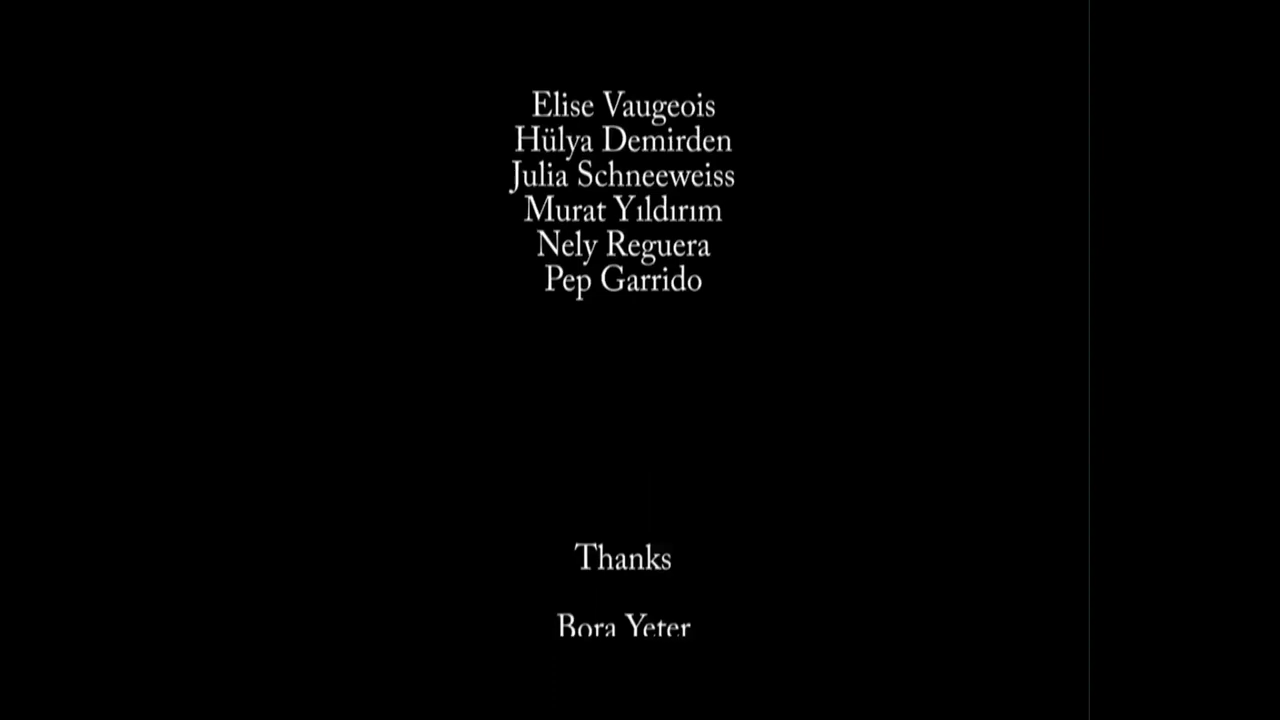 Elise Vaugeois
Hülya Demirden
Julia Schneeweiss
Murat Yıldırım
Nely Reguera
Pep Garrido
Thanks
Bora Yeter